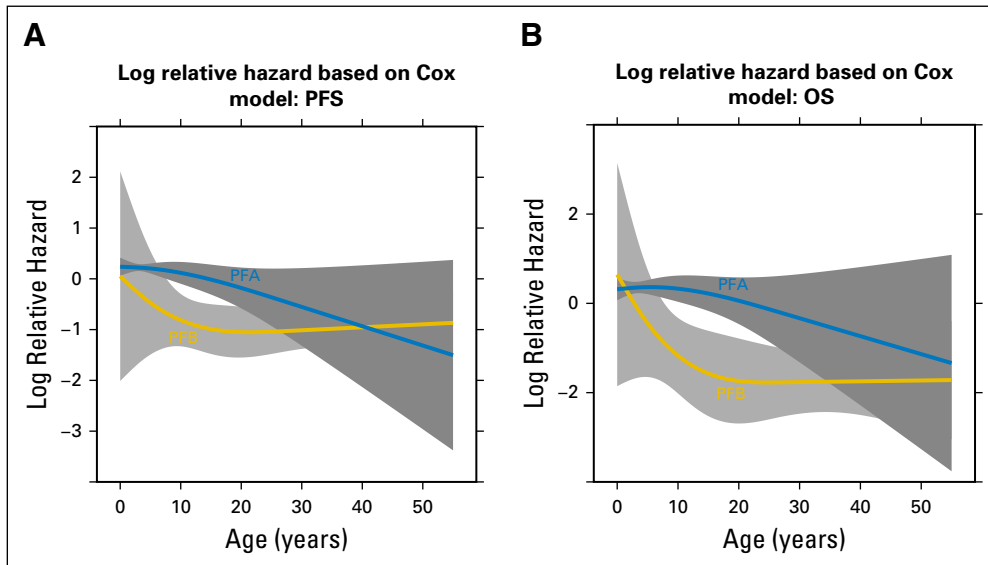 A
Log relative hazard based on Cox
model: PFS
Log Relative Hazard
2
1
0
−1
−2
−3
PFA
PFB
0 10 20 30 40 50
Age (years)
B
Log relative hazard based on Cox
model: OS
Log Relative Hazard
2
0
−2
PFA
PFB
0 10 20 30 40 50
Age (years)